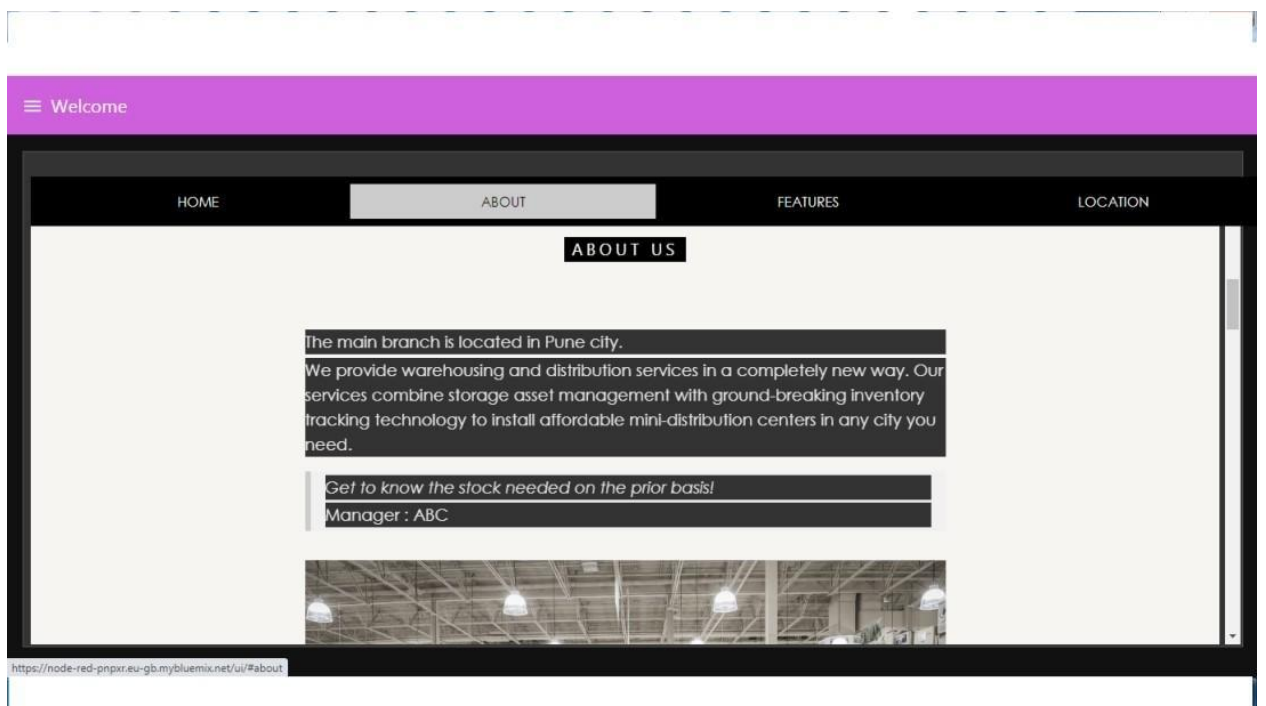 Welcome
HOME ABOUT FEATURES LOCATION
ABOUT US
The main branch is located in Pune city.
We provide warehousing and distribution services in a completely new way. Our
services combine storage asset management with ground-breaking inventory
tracking technology to install affordable mini-distribution centers in any city you
need.
Get to know the stock needed on the prior basis!
Manager : ABC
https://node-red-pnpxr.eu-gb.mybluemix.net/ui/#about